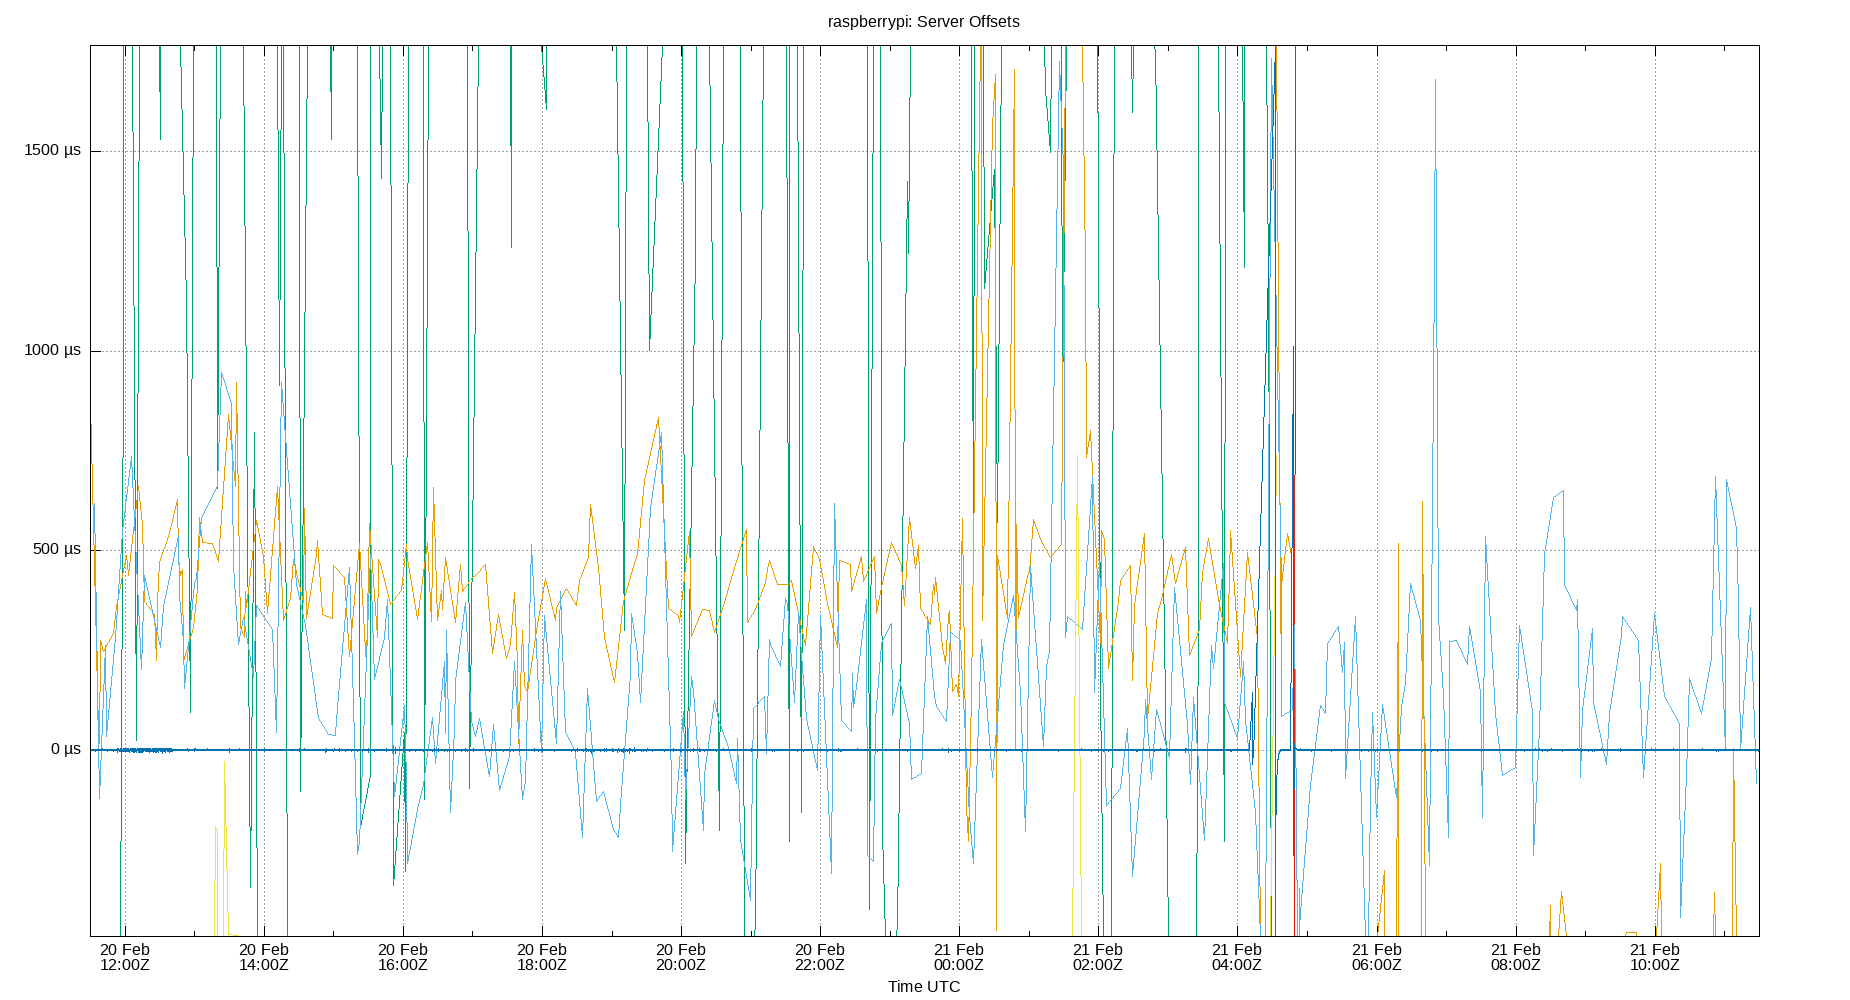 raspberrypi: Server Offsets
1500 µs
1000 µs
500 µs
0 µs
20 Feb 20 Feb 20 Feb 20 Feb 20 Feb 20 Feb 21 Feb 21 Feb 21 Feb 21 Feb 21 Feb 21 Feb
12:00Z 14:00Z 16:00Z 18:00Z 20:00Z 22:00Z 00:00Z 02:00Z 04:00Z 06:00Z 08:00Z 10:00Z
Time UTC